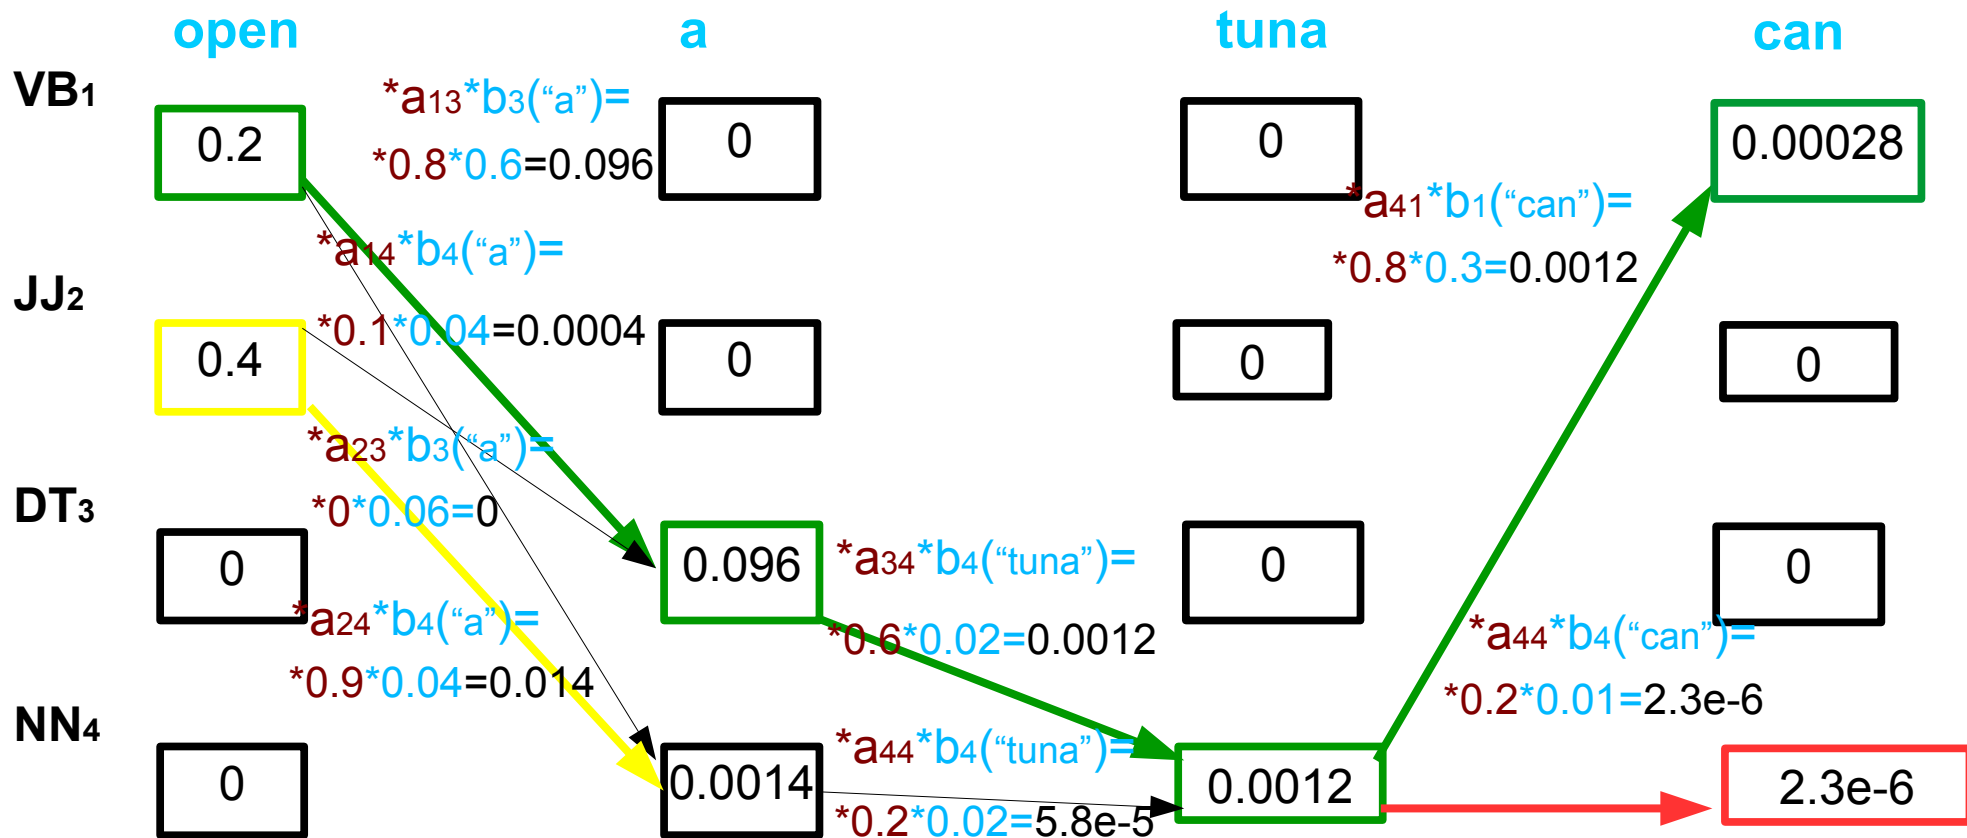 open a tuna can
VB1
*a13*b3(“a”)=
0.2
0
0
0.00028
*0.8*0.6=0.096
*a41*b1(“can”)=
*a14*b4(“a”)=
*0.8*0.3=0.0012
JJ2
*0.1*0.04=0.0004
0.4
0
0
0
*a23*b3(“a”)=
DT3
*0*0.06=0
0
0.096
*a34*b4(“tuna”)=
0
0
*a24*b4(“a”)=
*0.6*0.02=0.0012
*a44*b4(“can”)=
*0.9*0.04=0.014
*0.2*0.01=2.3e-6
NN4
*a44*b4(“tuna”)=
0
0.0014
0.0012
2.3e-6
*0.2*0.02=5.8e-5